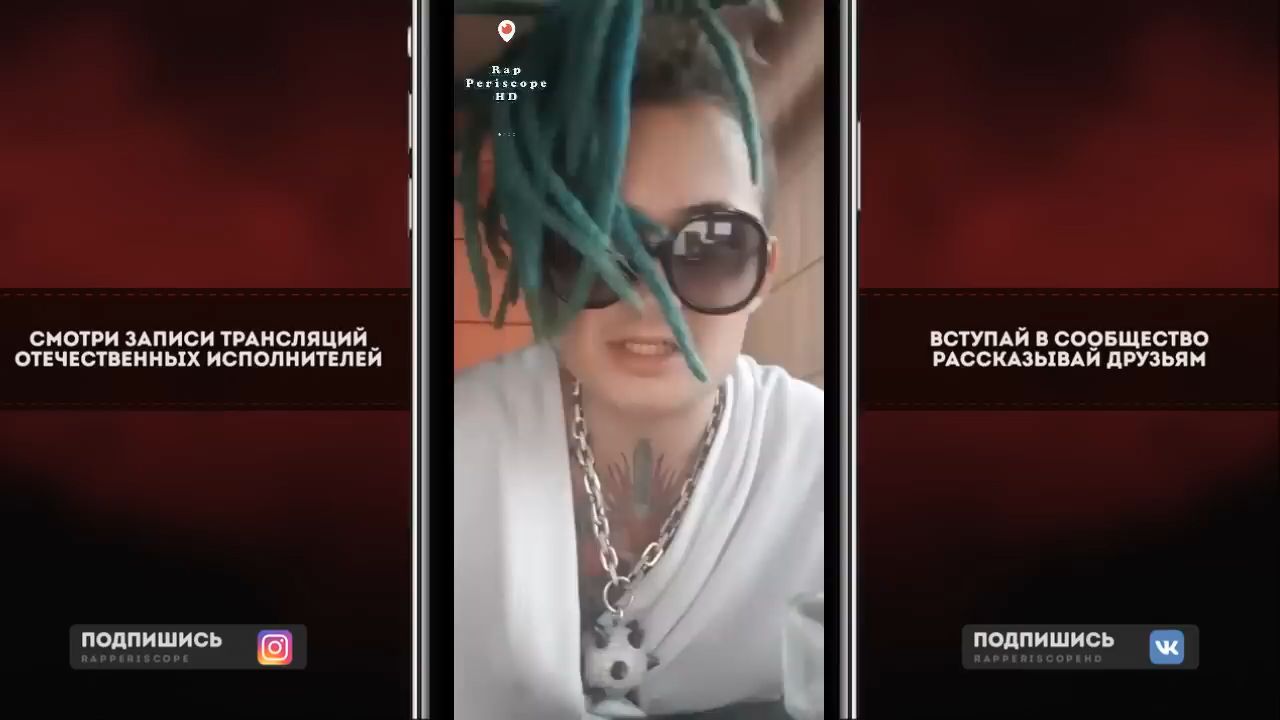 Rap
Periscope
HD
СМОТРИ ЗАПИСИ ТРАНСЛЯЦИЙ
ОТЕЧЕСТВЕННЫХ ИСПОЛНИТЕЛЕЙ
ВСТУПАЙ В СООБЩЕСТВО
РАССКАЗЫВАЙ ДРУЗЬЯМ
ПОДПИШИСЬ
RAPPERISCOPE
ПОДПИШИСЬ
RAPPERISCOPEHD